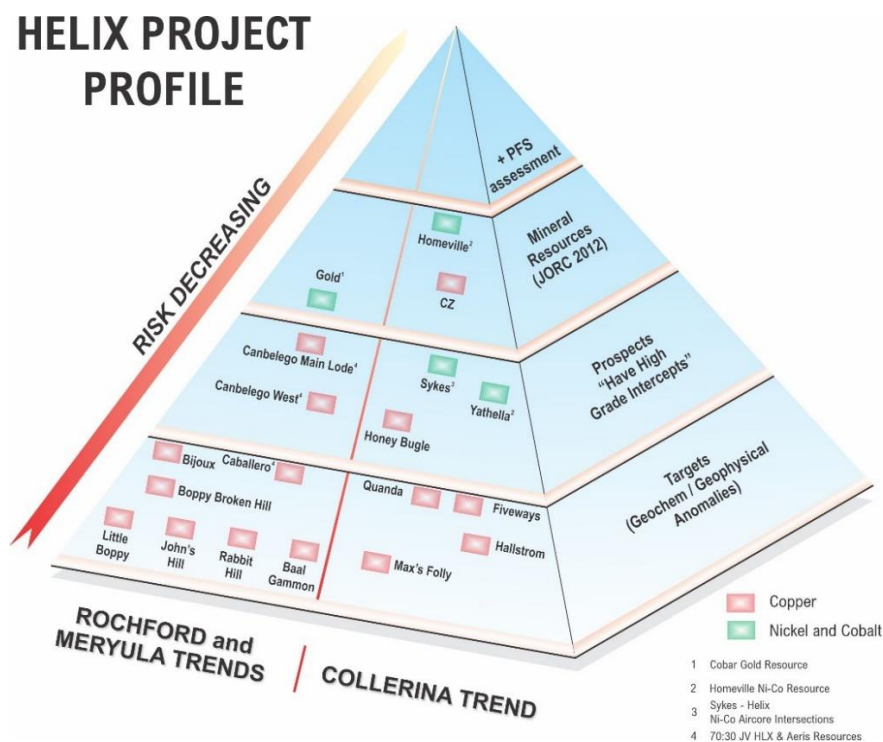 HELIX PROJECT
PROFILE
RISK DECREASING
+ PFS
assessment
Mineral
Resources
(JORC 2012)
Prospects
“Have High
Grade Intercepts”
Targets
(Geochem / Geophysical
Anomalies)
Homeville²
Gold¹
CZ
Canbelego Main Lode⁴
Canbelego West⁴
Sykes³
Yathella²
Honey Bugle
Bijoux
Caballero⁴
Boppy Broken Hill
Little
Boppy
John's
Hill
Rabbit
Hill
Baal
Gammon
Quanda
Fiveways
Hallstrom
Max's Folly
ROCHFORD and
MERYULA TRENDS
COLLERINA TREND
Copper
Nickel and Cobalt
1 Cobar Gold Resource
2 Homeville Ni-Co Resource
3 Sykes - Helix
Ni-Co Aircore Intersections
4 70:30 JV HLX & Aeris Resources